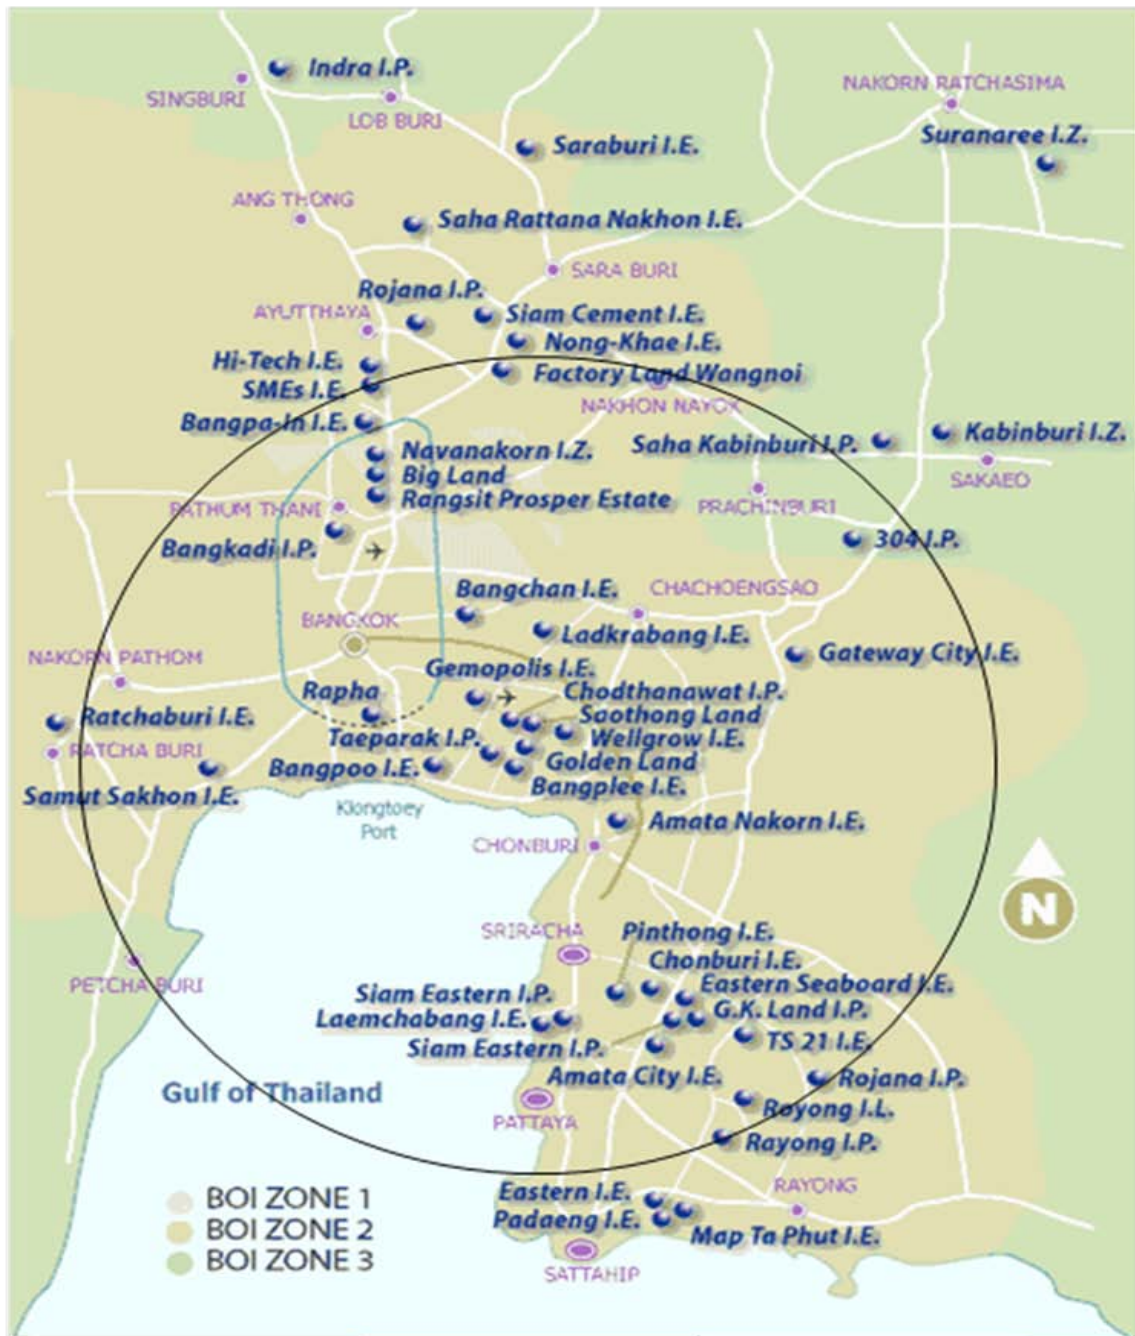 Indra I.P.
SINGBURI
LOB BURI
NAKORN RATCHASIMA
Suranaree I.Z.
Saraburi I.E.
ANG THONG
Saha Rattana Nakhon I.E.
SARA BURI
Rojana I.P.
AYUTTHAYA
Siam Cement I.E.
Nong-Khae I.E.
Hi-Tech I.E.
Factory Land Wangnoi
SMEs I.E.
NAKHON NAYOK
Bangpa-In I.E.
Saha Kabinburi I.P.
Kabinburi I.Z.
Navanakorn I.Z.
Big Land
SAKAEO
Rangsit Prosper Estate
PATHUM THANI
PRACHINBURI
Bangkadi I.P.
304 I.P.
Bangchan I.E.
CHACHOENGSAO
BANGKOK
Ladkrabang I.E.
NAKORN PATHOM
Gateway City I.E.
Gemopolis I.E.
Rapha
Chodthanawat I.P.
Ratchaburi I.E.
Saothong Land
Taeparak I.P.
Wellgrow I.E.
RATCHA BURI
Bangpoo I.E.
Golden Land
Bangplee I.E.
Samut Sakhon I.E.
Klongtoey
Port
Amata Nakorn I.E.
CHONBURI
N
SRIRACHA
Pinthong I.E.
Chonburi I.E.
PETCHA BURI
Eastern Seaboard I.E.
Siam Eastern I.P.
G.K. Land I.P.
Laemchabang I.E.
TS 21 I.E.
Siam Eastern I.P.
Amata City I.E.
Rojana I.P.
Gulf of Thailand
Royong I.L.
PATTAYA
Rayong I.P.
RAYONG
Eastern I.E.
Padaeng I.E.
Map Ta Phut I.E.
SATTAHIP
BOI ZONE 1
BOI ZONE 2
BOI ZONE 3